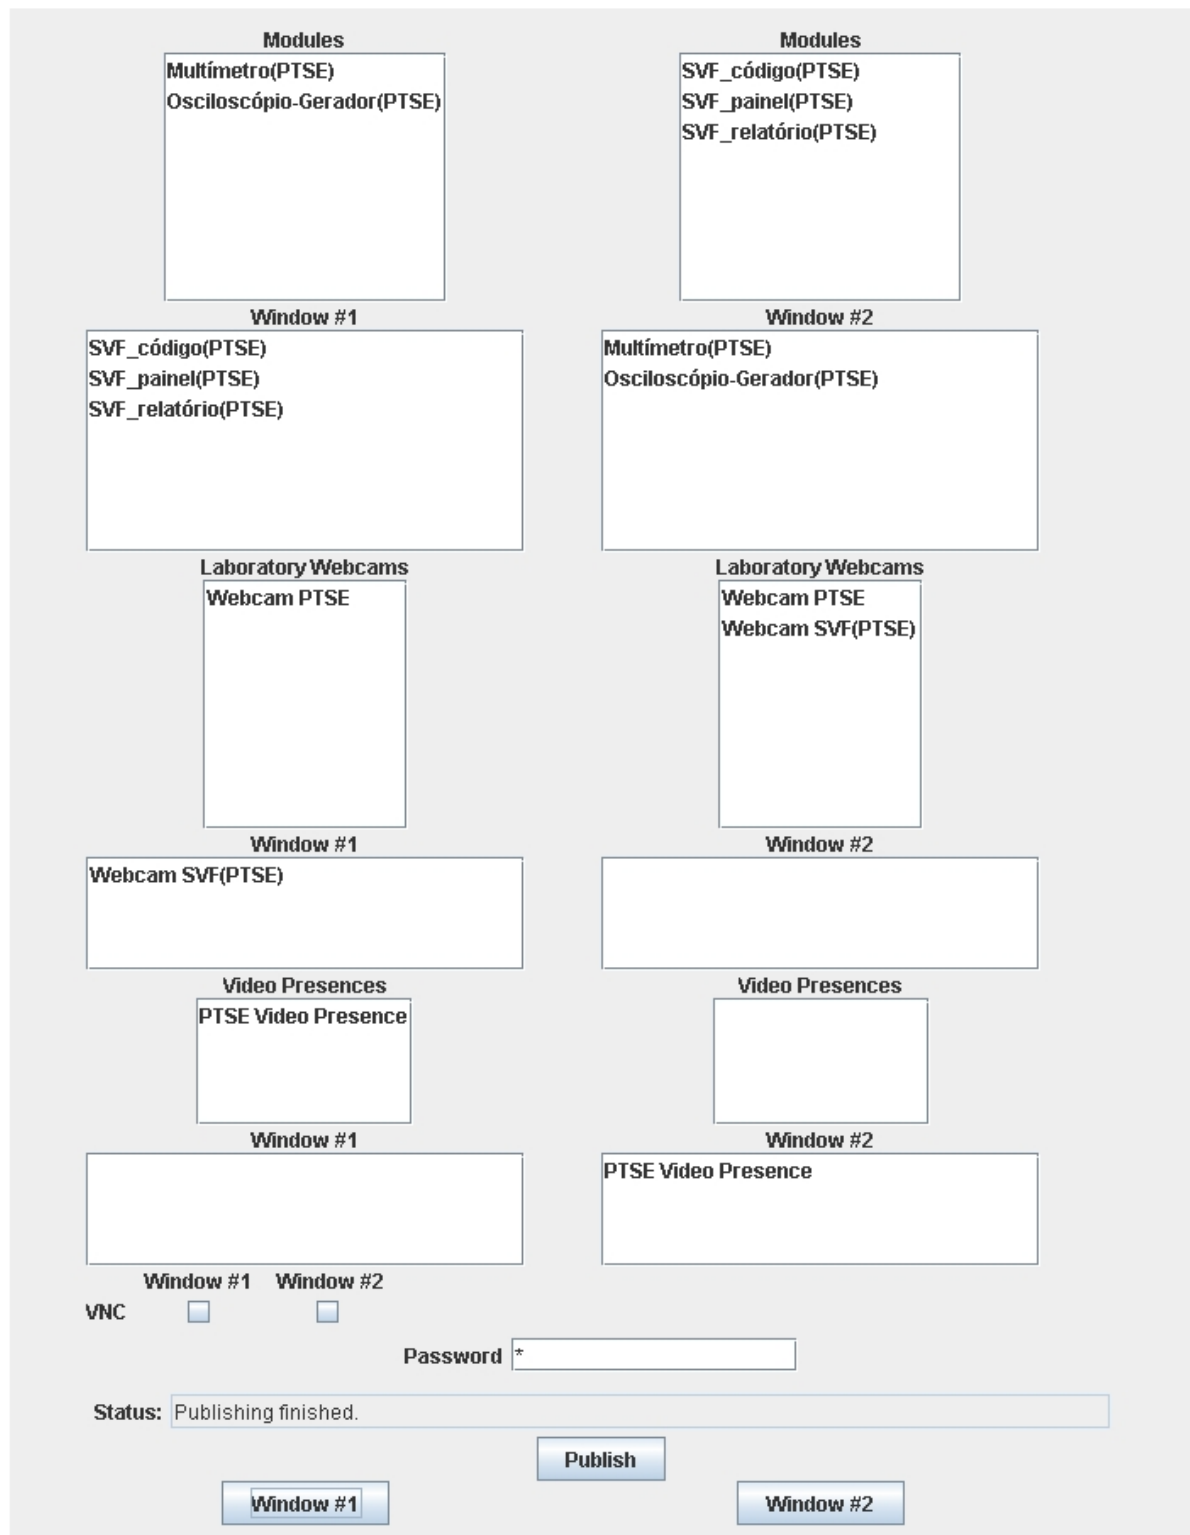 Modules
Multímetro(PTSE)
Osciloscópio-Gerador(PTSE)
Modules
SVF_código(PTSE)
SVF_painel(PTSE)
SVF_relatório(PTSE)
Window #1
SVF_código(PTSE)
SVF_painel(PTSE)
SVF_relatório(PTSE)
Window #2
Multímetro(PTSE)
Osciloscópio-Gerador(PTSE)
Laboratory Webcams
Webcam PTSE
Laboratory Webcams
Webcam PTSE
Webcam SVF(PTSE)
Window #1
Webcam SVF(PTSE)
Window #2
Video Presences
PTSE Video Presence
Video Presences
Window #1
Window #2
PTSE Video Presence
Window #1 Window #2
VNC
Password *
Status: Publishing finished.
Publish
Window #1
Window #2